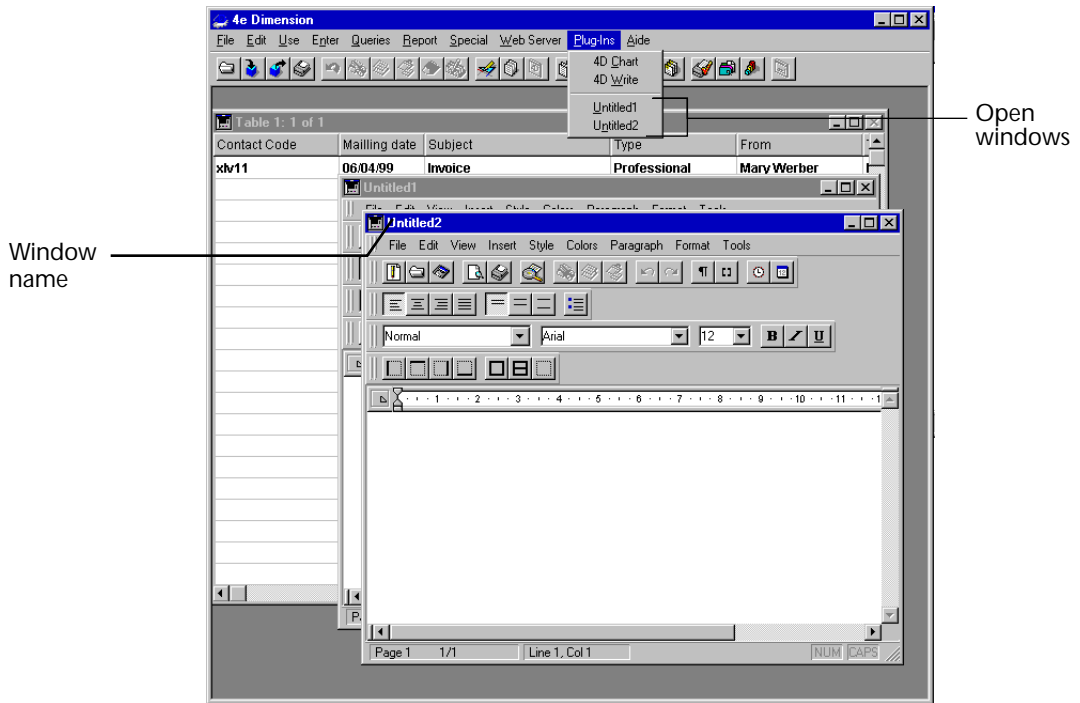 4e Dimension
File Edit Use Enter Queries Report Special Web Server Plug-Ins Aide
4D Chart
4D Write
Untitled1
Untitled2
Open
windows
Table 1: 1 of 1
Contact Code Mailling date Subject Type From
xlv11 06/04/99 Invoice Professional Mary Werber
Untitled1
Untitled2
Window
name
File Edit View Insert Style Colors Paragraph Format Tools
Normal Arial 12 B I U
1 2 3 4 5 6 7 8 9 10 11 1
Page 1 1/1 Line 1, Col 1 NUM CAPS